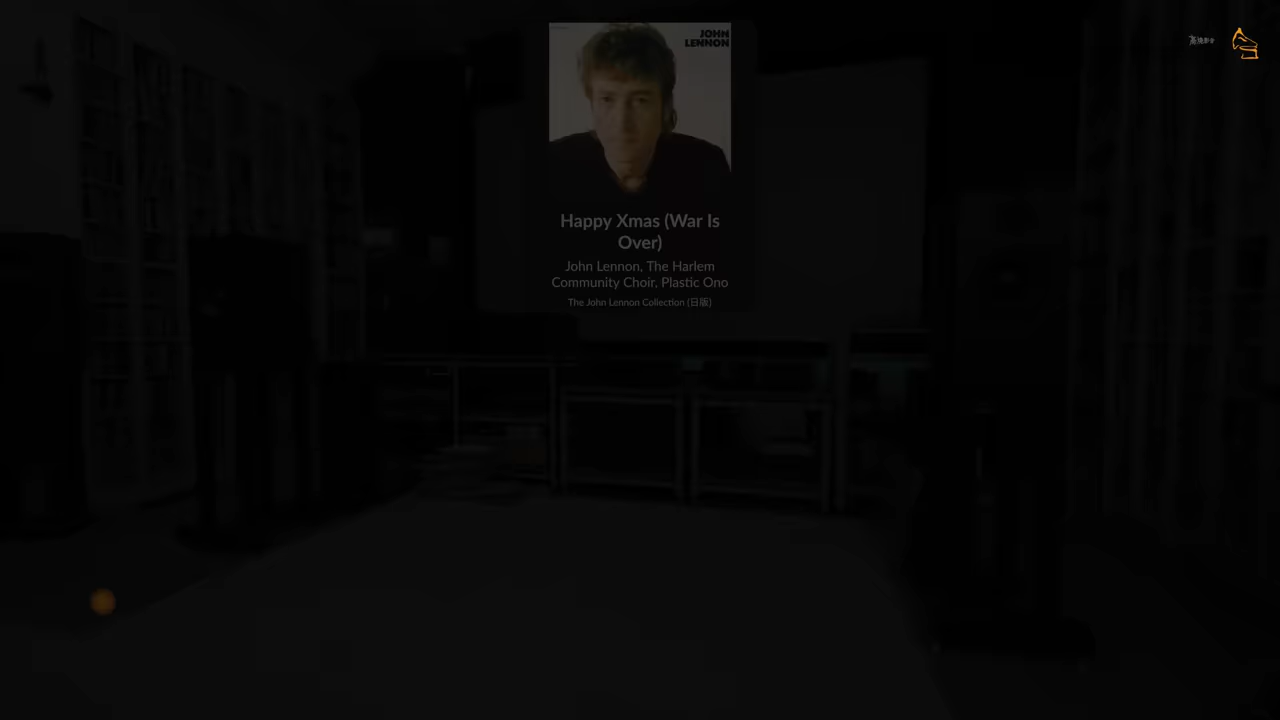 JOHN
LENNON
Happy Xmas (War Is
Over)
John Lennon, The Harlem
Community Choir, Plastic Ono
The John Lennon Collection (日版)